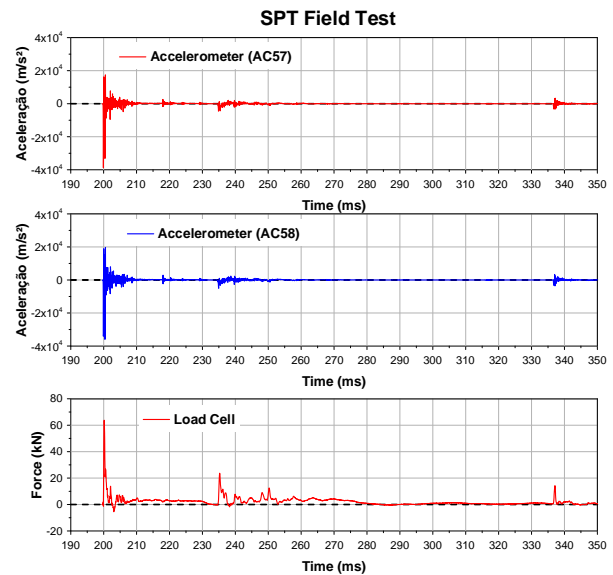 SPT Field Test
Aceleração (m/s²)
4x10⁴
2x10⁴
0
-2x10⁴
-4x10⁴
Accelerometer (AC57)
190 200 210 220 230 240 250 260 270 280 290 300 310 320 330 340 350
Time (ms)
Aceleração (m/s²)
4x10⁴
2x10⁴
0
-2x10⁴
-4x10⁴
Accelerometer (AC58)
190 200 210 220 230 240 250 260 270 280 290 300 310 320 330 340 350
Time (ms)
Force (kN)
80
60
40
20
0
-20
Load Cell
190 200 210 220 230 240 250 260 270 280 290 300 310 320 330 340 350
Time (ms)